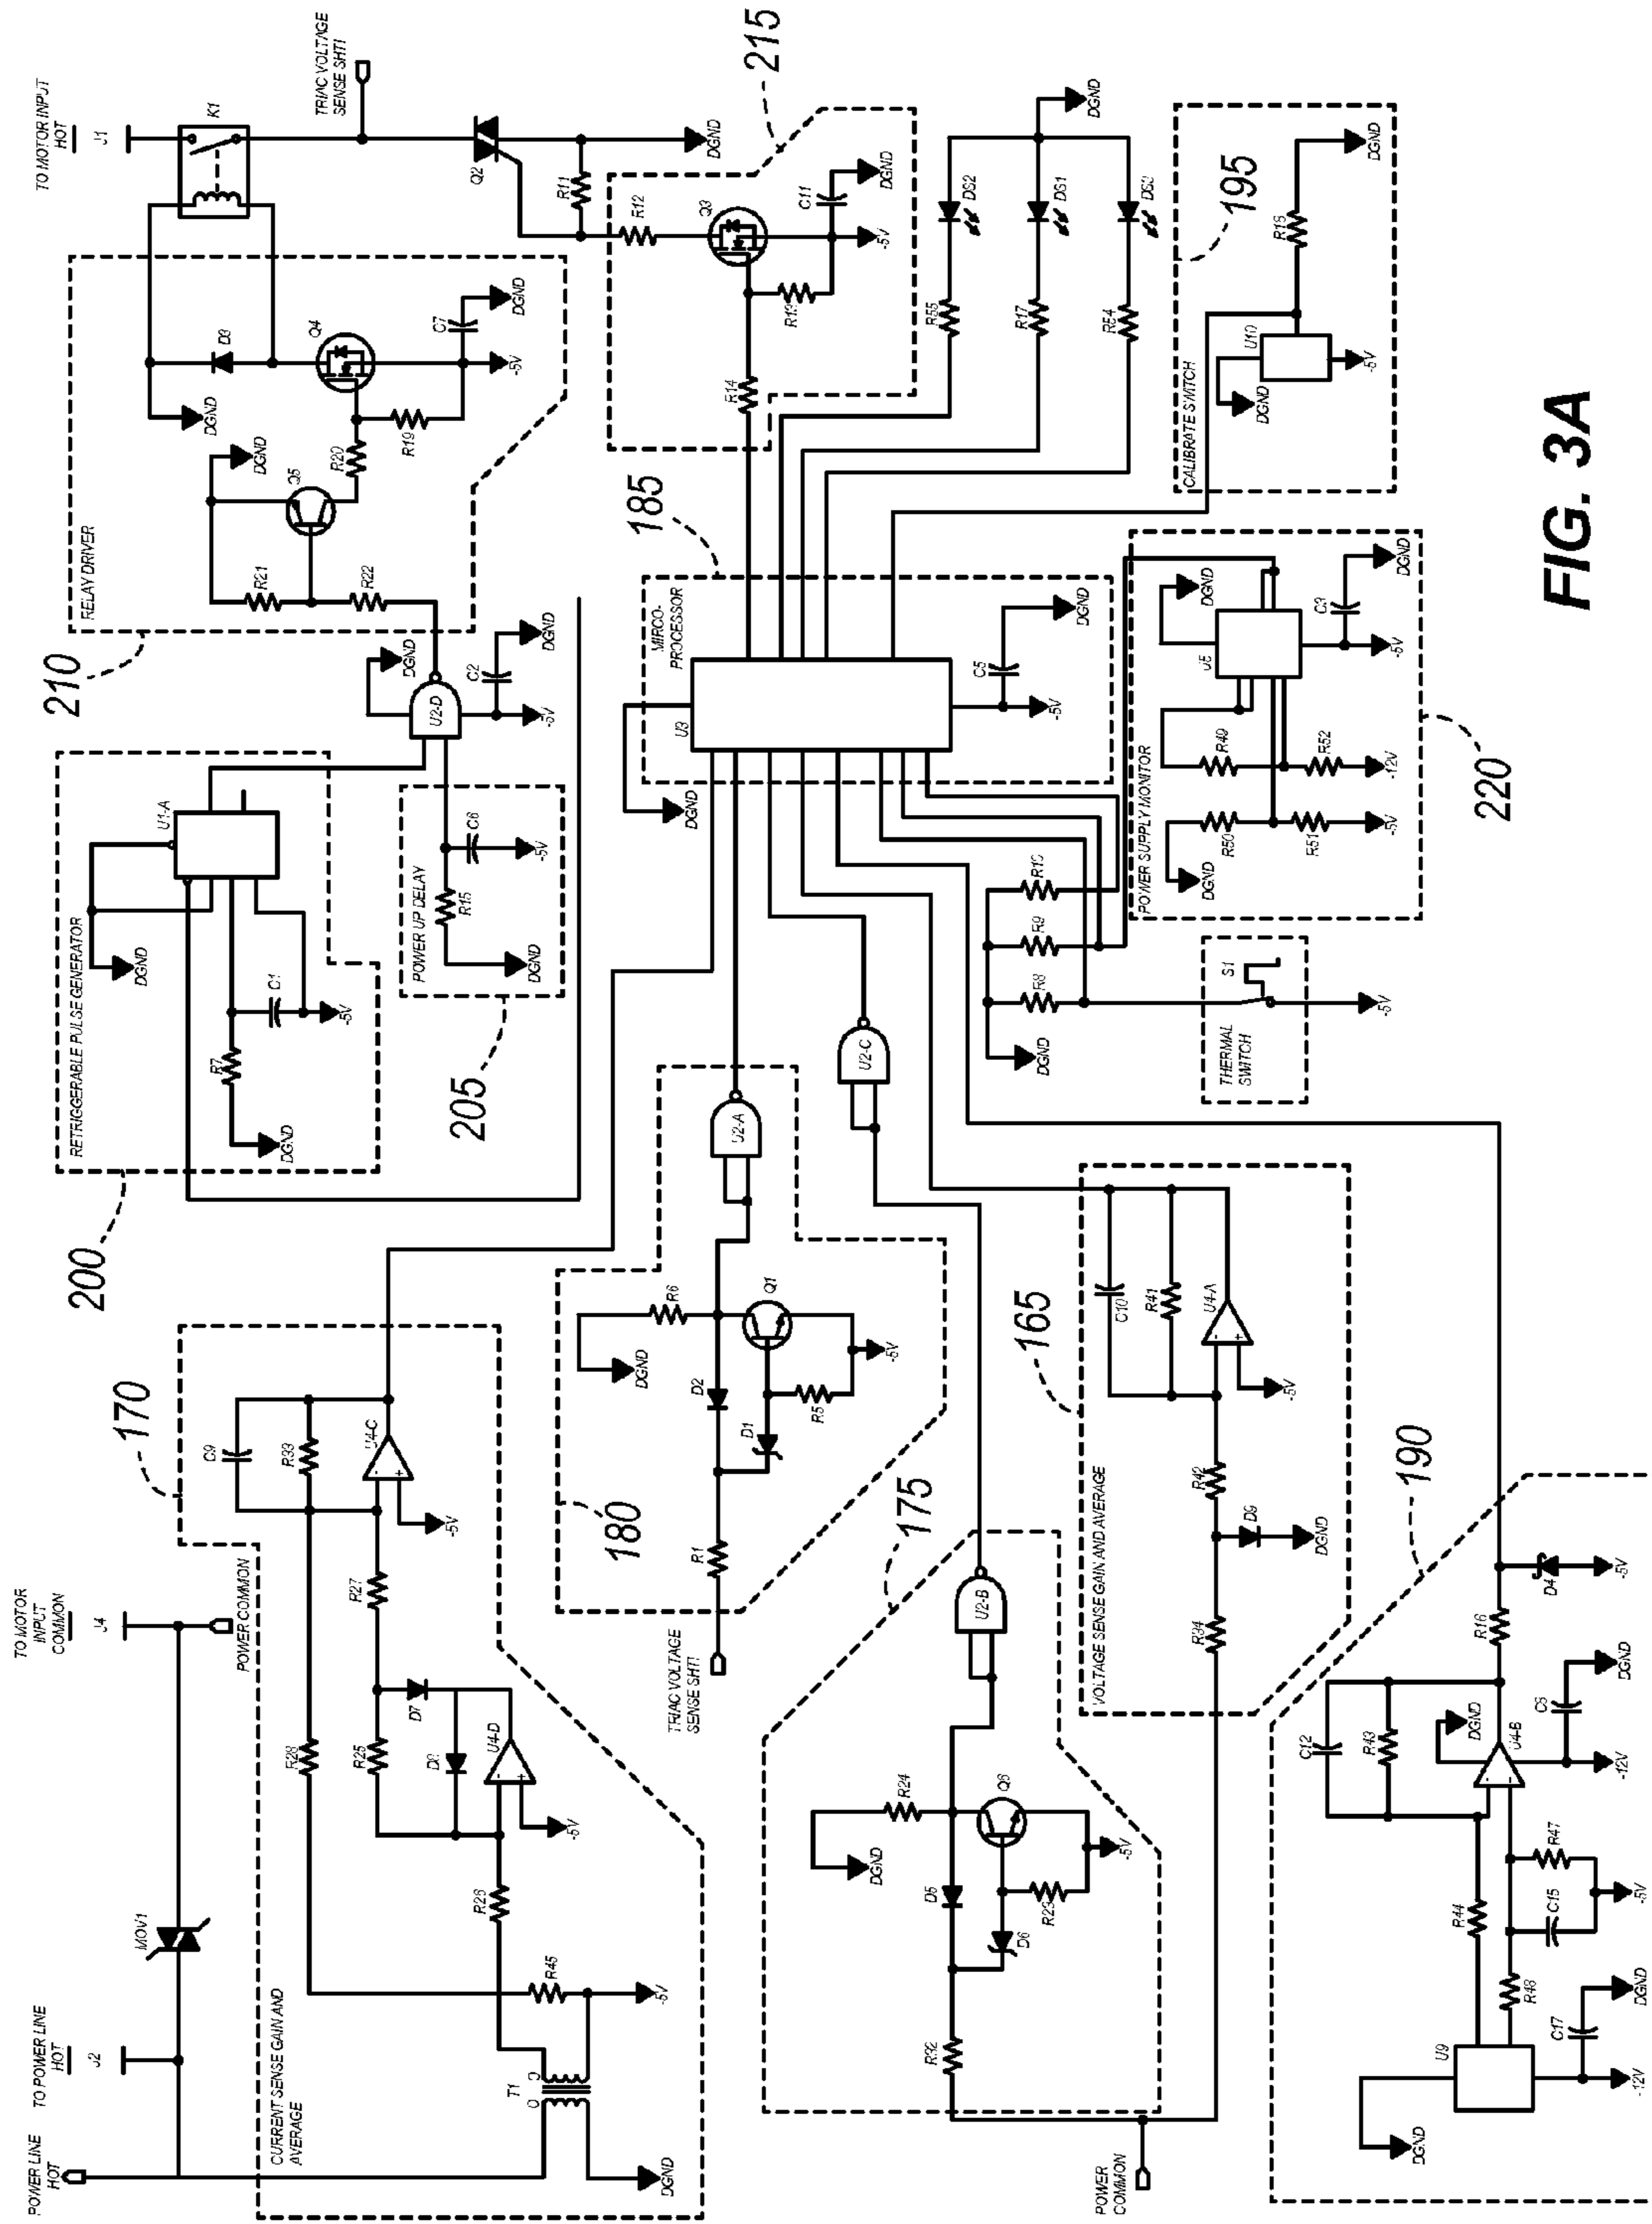 POWER LINE
HOT
TO POWER LINE
HOT
J2
MOV1
TO MOTOR
INPUT
COMMON
J4
POWER COMMON
170
CURRENT SENSE GAIN AND
AVERAGE
T1
DGND
R45
-5V
R28
R26
R25
D8
D7
U4-D
-
+
-5V
R27
C9
R33
U4-C
-
+
-5V
200
RETRIGGERABLE PULSE GENERATOR
DGND
R7
DGND
C1
-5V
U1-A
205
POWER UP DELAY
DGND
R15
C6
-5V
210
RELAY DRIVER
U2-D
DGND
C2
DGND
-5V
R21
R22
DGND
Q5
R20
R19
DGND
D3
Q4
C7
DGND
-5V
TO MOTOR INPUT
HOT
J1
K1
TRIAC VOLTAGE
SENSE SHT1
Q2
R11
DGND
215
R12
Q3
C11
DGND
-5V
R13
R14
180
TRIAC VOLTAGE
SENSE SHT1
R1
D2
D1
R5
R6
DGND
Q1
-5V
U2-A
175
POWER
COMMON
R32
D5
D6
R23
R24
DGND
Q6
-5V
U2-B
U2-C
185
MIRCO-
PROCESSOR
U3
DGND
C5
DGND
-5V
R55
DS2
R17
DS1
R54
DS3
DGND
165
VOLTAGE SENSE GAIN AND AVERAGE
R34
D9
DGND
R42
C10
R41
U4-A
-
+
-5V
DGND
R8
R9
R10
THERMAL
SWITCH
S1
-5V
220
POWER SUPPLY MONITOR
DGND
R50
R51
-5V
R49
R52
-12V
U5
DGND
C3
DGND
-5V
195
CALIBRATE SWITCH
DGND
U10
-5V
R18
DGND
190
DGND
U9
C17
DGND
-12V
R48
R44
C15
R47
-5V
C12
R43
DGND
U4-B
-12V
DGND
R16
D4
-5V
FIG. 3A